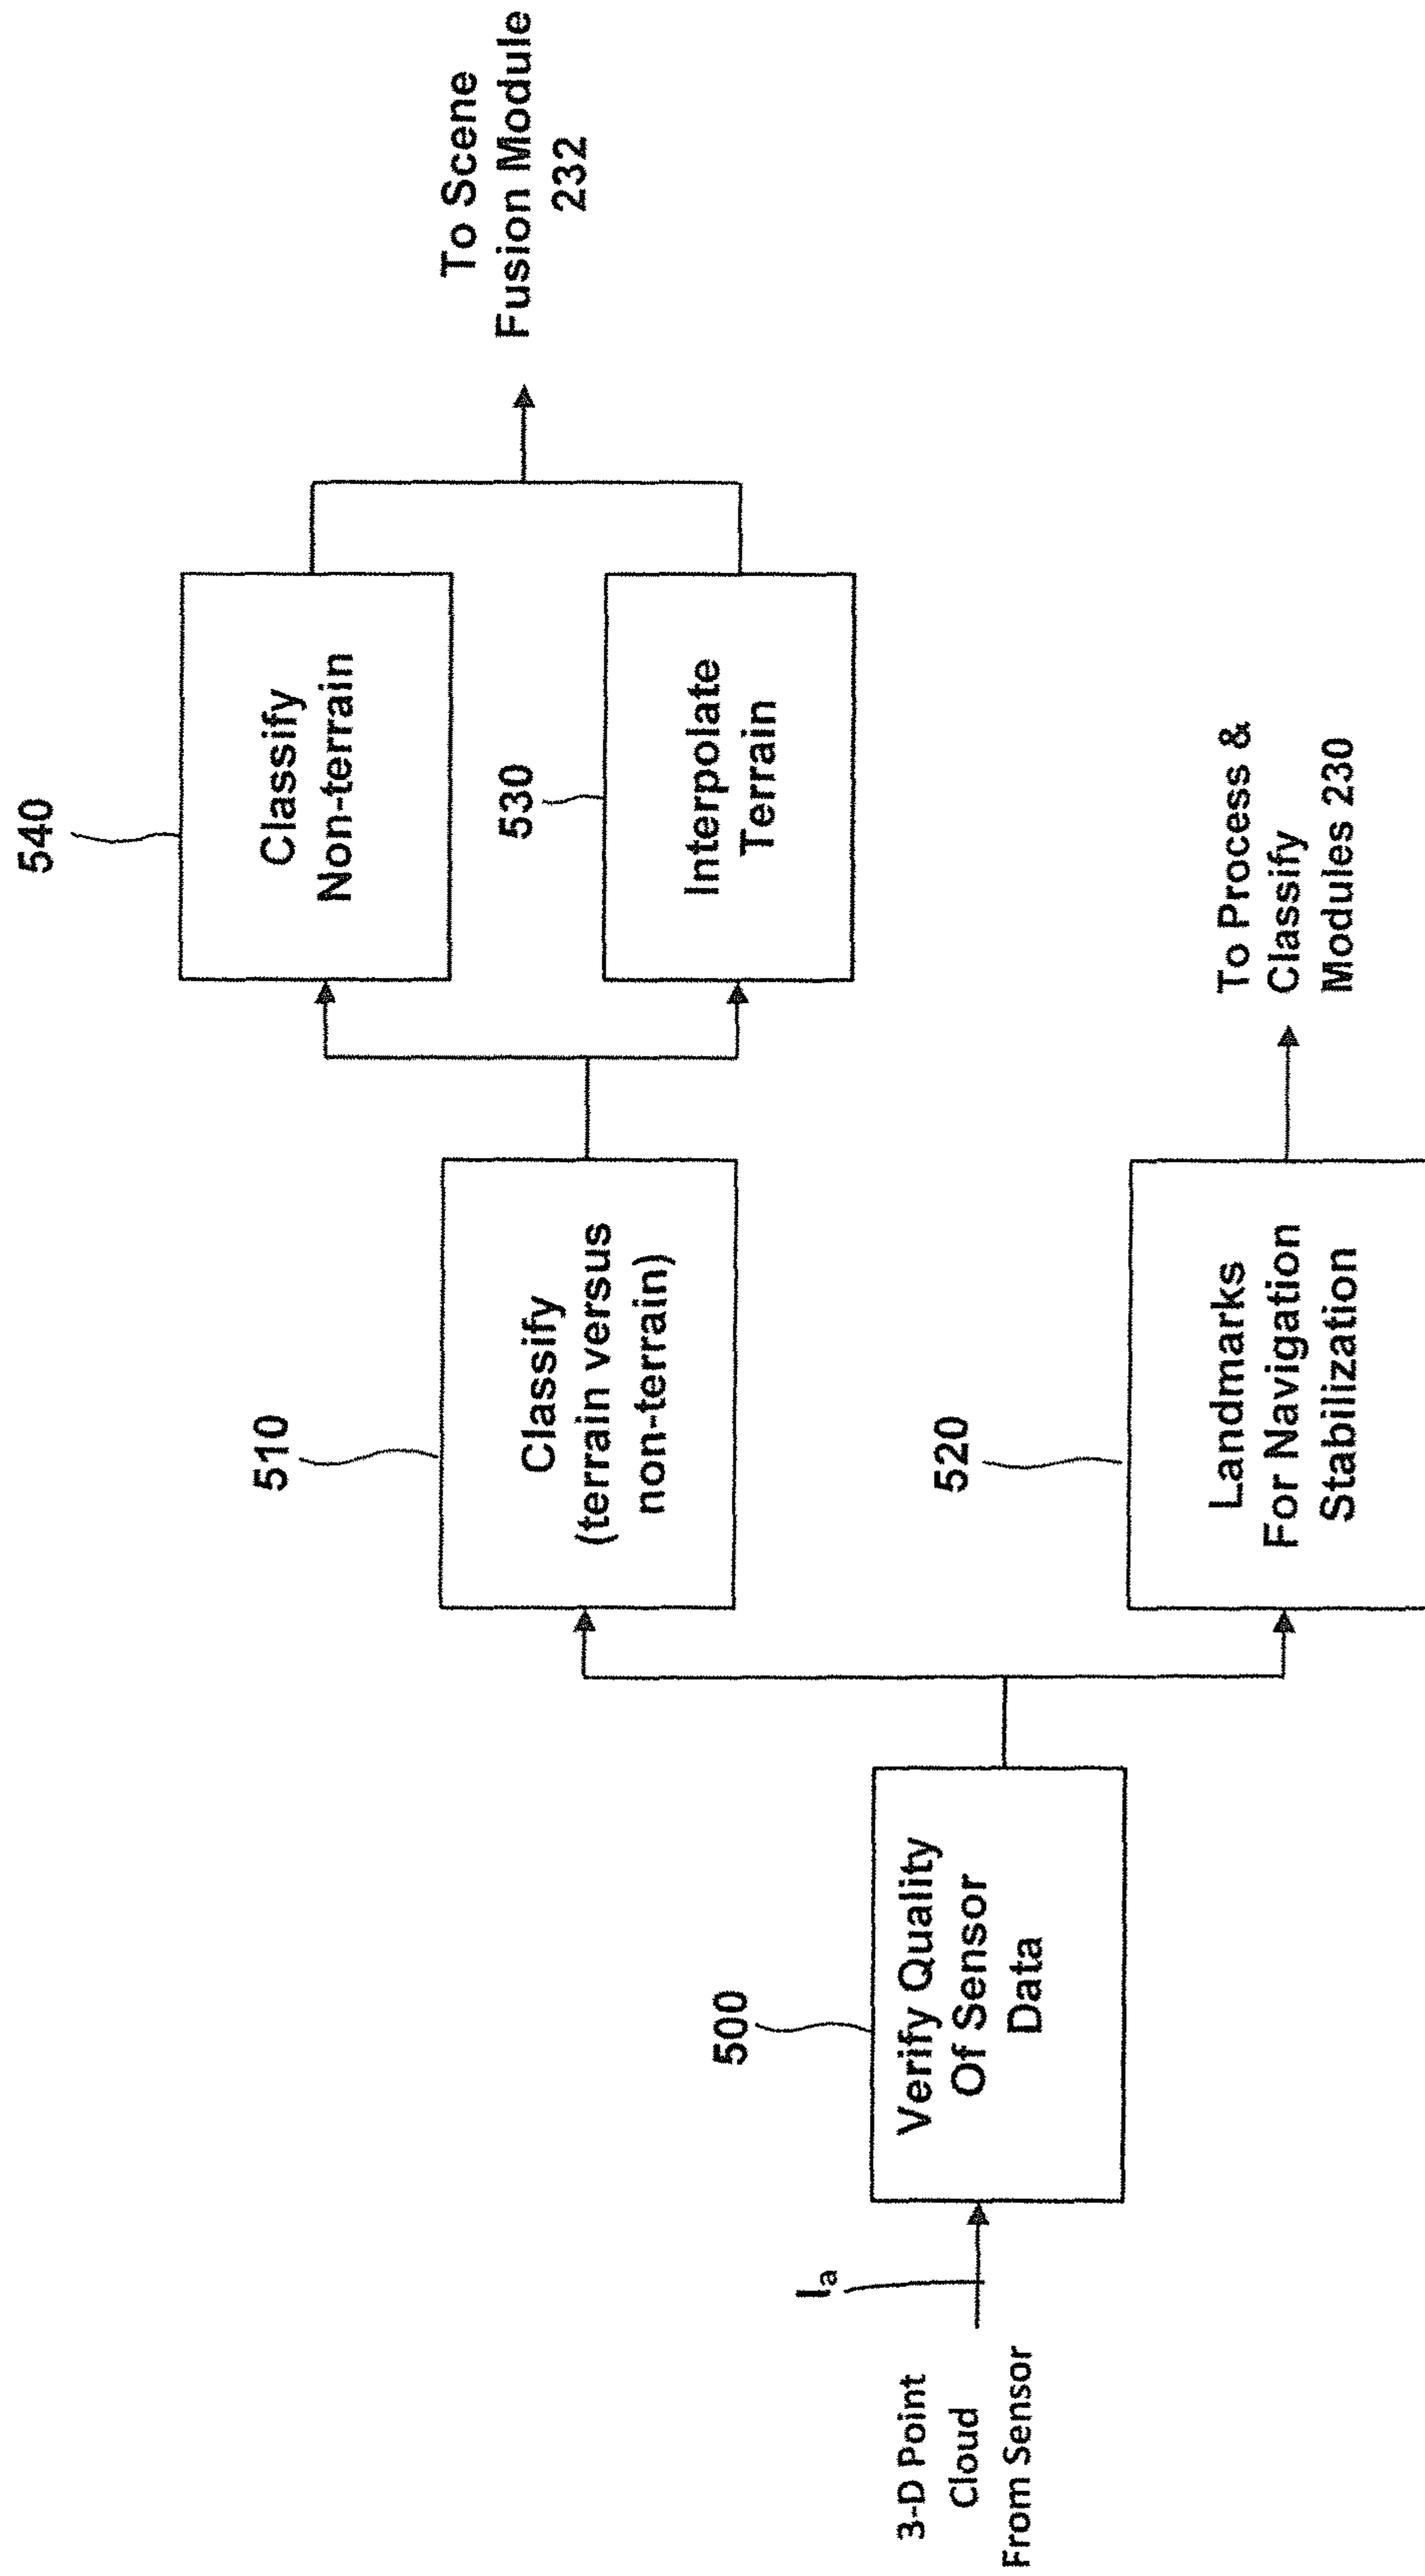 3-D Point
Cloud
From Sensor
Ia
500
Verify Quality
Of Sensor
Data
510
Classify
(terrain versus
non-terrain)
520
Landmarks
For Navigation
Stabilization
540
Classify
Non-terrain
530
Interpolate
Terrain
To Scene
Fusion Module
232
To Process &
Classify
Modules 230